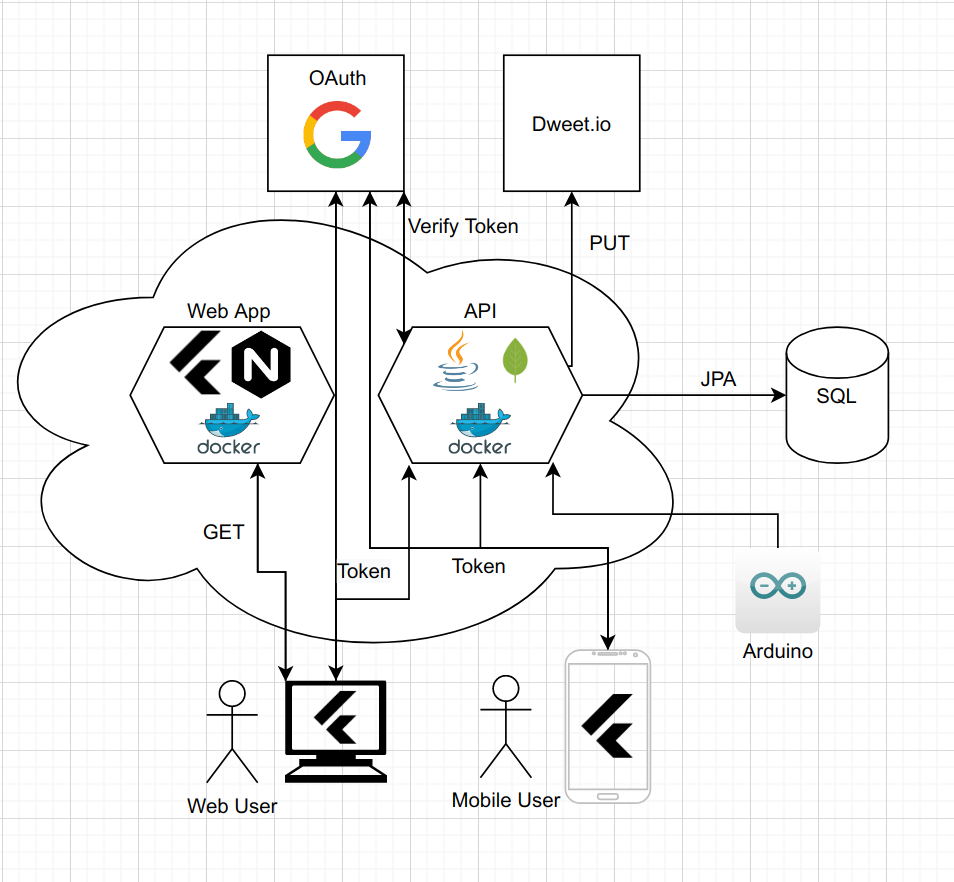 OAuth
Dweet.io
Verify Token
PUT
Web App
API
N
docker
docker
JPA
SQL
GET
Token
Token
Arduino
Web User
Mobile User